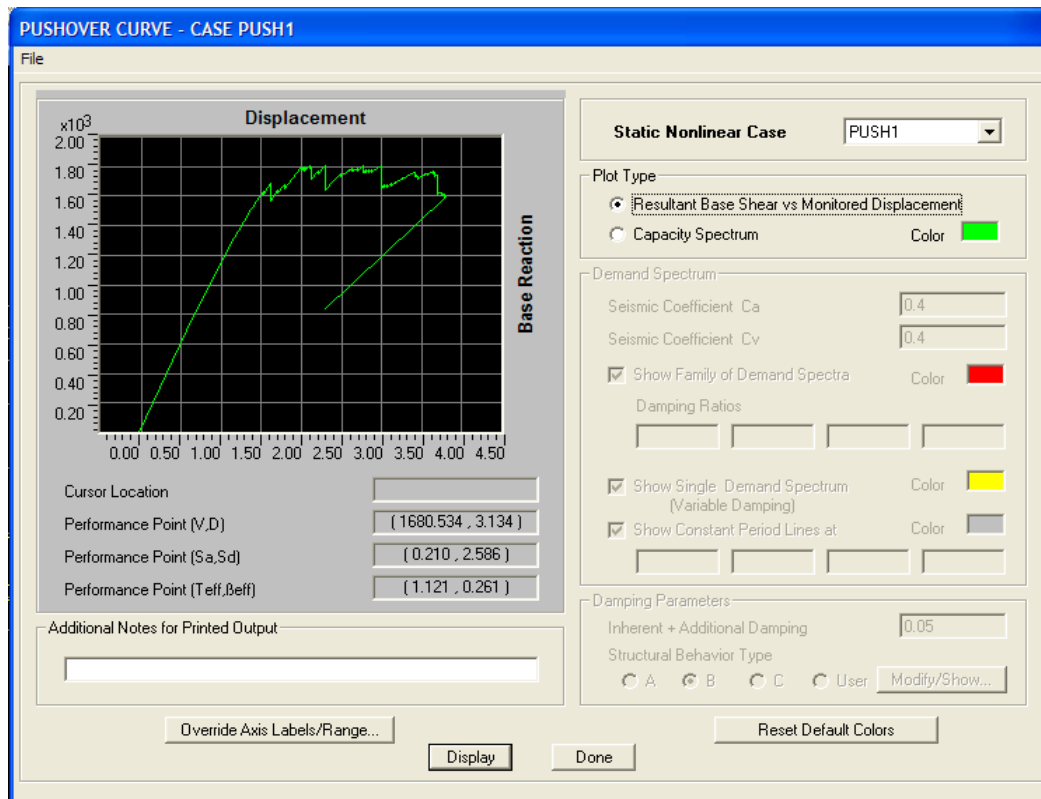 PUSHOVER CURVE - CASE PUSH1
File
Displacement
x10³
2.00
1.80
1.60
1.40
1.20
1.00
0.80
0.60
0.40
0.20
Base Reaction
0.00 0.50 1.00 1.50 2.00 2.50 3.00 3.50 4.00 4.50
Cursor Location
Performance Point (V,D) ( 1680.534 , 3.134 )
Performance Point (Sa,Sd) ( 0.210 , 2.586 )
Performance Point (Teff,ßeff) ( 1.121 , 0.261 )
Additional Notes for Printed Output
Static Nonlinear Case PUSH1
Plot Type
Resultant Base Shear vs Monitored Displacement
Capacity Spectrum Color
Demand Spectrum
Seismic Coefficient Ca 0.4
Seismic Coefficient Cv 0.4
Show Family of Demand Spectra Color
Damping Ratios
Show Single Demand Spectrum Color
(Variable Damping)
Show Constant Period Lines at Color
Damping Parameters
Inherent + Additional Damping 0.05
Structural Behavior Type
A B C User Modify/Show...
Override Axis Labels/Range... Reset Default Colors
Display Done